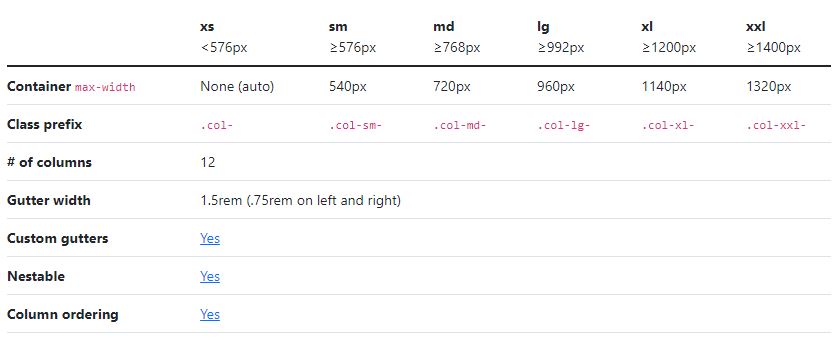 xs sm md lg xl xxl
<576px ≥576px ≥768px ≥992px ≥1200px ≥1400px
Container max-width None (auto) 540px 720px 960px 1140px 1320px
Class prefix .col- .col-sm- .col-md- .col-lg- .col-xl- .col-xxl-
# of columns 12
Gutter width 1.5rem (.75rem on left and right)
Custom gutters Yes
Nestable Yes
Column ordering Yes